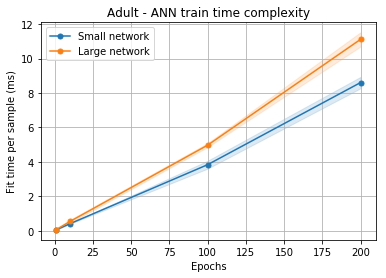 Adult - ANN train time complexity
Small network
Large network
Fit time per sample (ms)
12
10
8
6
4
2
0
0 25 50 75 100 125 150 175 200
Epochs